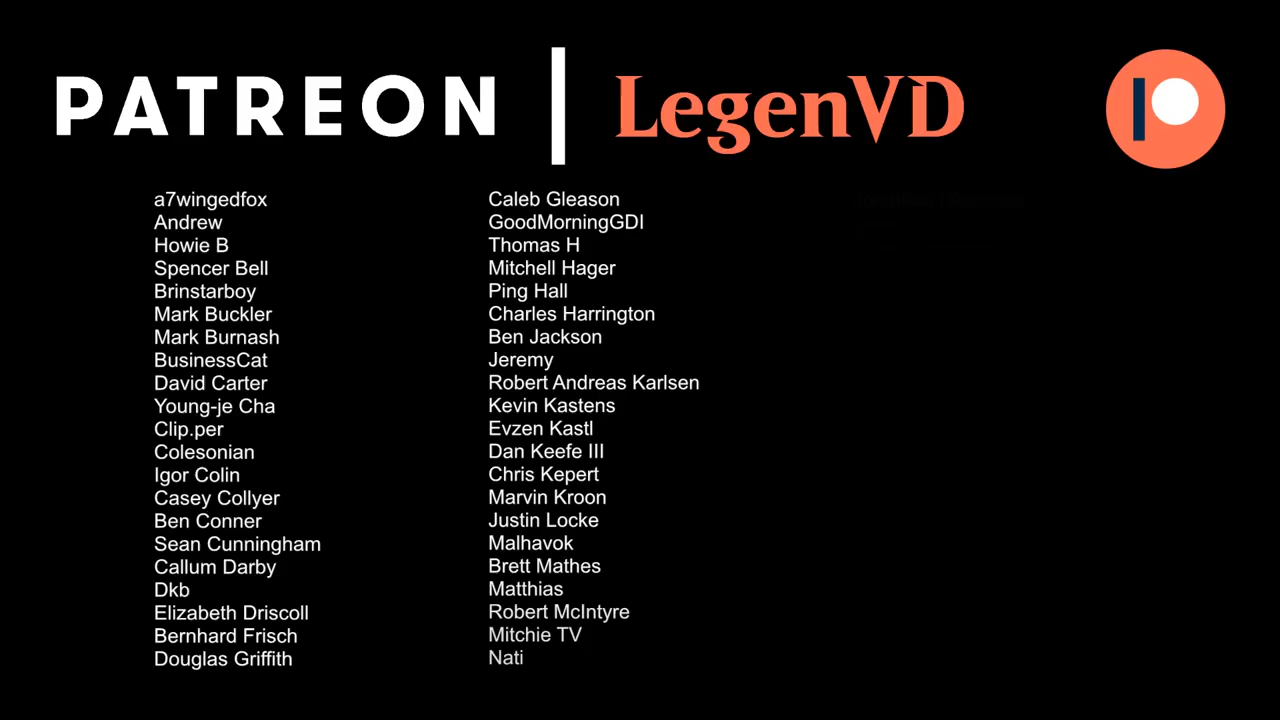 PATREON | LegenVD
a7wingedfox
Andrew
Howie B
Spencer Bell
Brinstarboy
Mark Buckler
Mark Burnash
BusinessCat
David Carter
Young-je Cha
Clip.per
Colesonian
Igor Colin
Casey Collyer
Ben Conner
Sean Cunningham
Callum Darby
Dkb
Elizabeth Driscoll
Bernhard Frisch
Douglas Griffith
Caleb Gleason
GoodMorningGDI
Thomas H
Mitchell Hager
Ping Hall
Charles Harrington
Ben Jackson
Jeremy
Robert Andreas Karlsen
Kevin Kastens
Evzen Kastl
Dan Keefe III
Chris Kepert
Marvin Kroon
Justin Locke
Malhavok
Brett Mathes
Matthias
Robert McIntyre
Mitchie TV
Nati